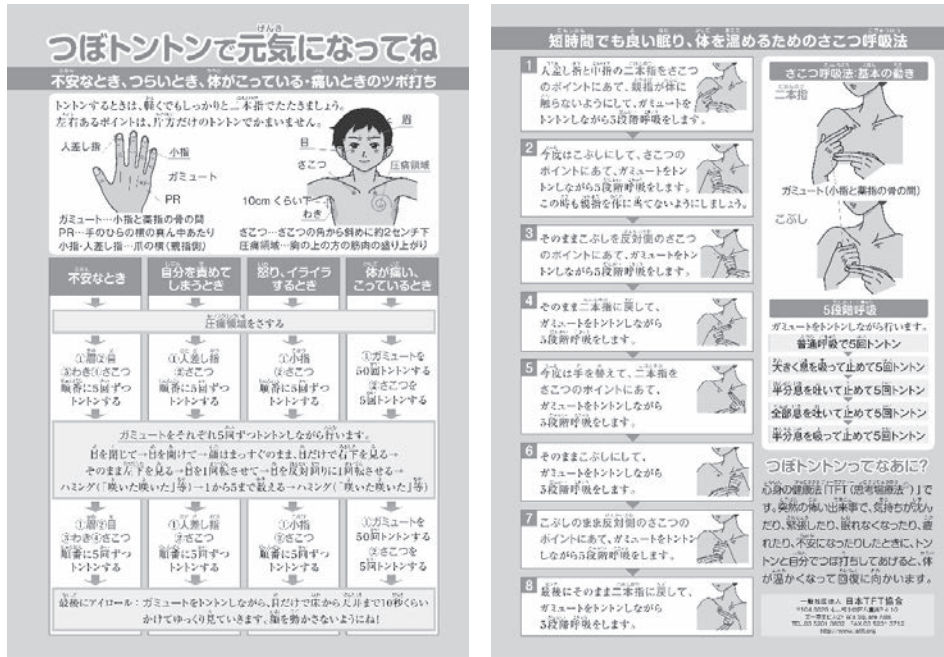 つぼトントンで元気になってね
不安なとき、つらいとき、体がこっている・痛いときのツボ打ち
トントンするときは、軽くでもしっかりと二本指でたたきましょう。
左右あるポイントは、片方だけのトントンでかまいません。
人差し指
小指
ガミュート
PR
眉
目
さこつ
圧痛領域
10cmくらい下
わき
ガミュート…小指と薬指の骨の間
PR…手のひらの横の真ん中あたり
小指・人差し指…爪の横(親指側)
さこつ…さこつの角から斜めに約2センチ下
圧痛領域…胸の上の方の筋肉の盛り上がり
不安なとき
自分を責めて
しまうとき
怒り、イライラ
するとき
体が痛い、
こっているとき
圧痛領域をさする
①眉②目
③わき④さこつ
順番に5回ずつ
トントンする
①人差し指
②さこつ
順番に5回ずつ
トントンする
①小指
②さこつ
順番に5回ずつ
トントンする
①ガミュートを
50回トントンする
②さこつを
5回トントンする
ガミュートをそれぞれ5回ずつトントンしながら行います。
目を閉じて→目を開けて→顔はまっすぐのまま、目だけで右下を見る→
そのまま左下を見る→目を1回転させて→目を反対回りに1回転させる→
ハミング(「咲いた咲いた」等)→1から5まで数える→ハミング(「咲いた咲いた」等)
①眉②目
③わき④さこつ
順番に5回ずつ
トントンする
①人差し指
②さこつ
順番に5回ずつ
トントンする
①小指
②さこつ
順番に5回ずつ
トントンする
①ガミュートを
50回トントンする
②さこつを
5回トントンする
最後にアイロール:ガミュートをトントンしながら、目だけで床から天井まで10秒くらい
かけてゆっくり見ていきます、顔を動かさないようにね!
短時間でも良い眠り、体を温めるためのさこつ呼吸法
1 人差し指と中指の二本指をさこつ
のポイントにあて、親指が体に
触らないようにして、ガミュートを
トントンしながら5段階呼吸をします。
2 今度はこぶしにして、さこつの
ポイントにあて、ガミュートをトン
トンしながら5段階呼吸をします。
この時も親指を体に当てないようにしましょう。
3 そのままこぶしを反対側のさこつ
のポイントにあて、ガミュートをトン
トンしながら5段階呼吸をします。
4 そのまま二本指に戻して、
ガミュートをトントンしながら
5段階呼吸をします。
5 今度は手を替えて、二本指を
さこつのポイントにあて、
ガミュートをトントンしながら
5段階呼吸をします。
6 そのままこぶしにして、
ガミュートをトントンしながら
5段階呼吸をします。
7 こぶしのまま反対側のさこつの
ポイントにあて、ガミュートをトントン
しながら5段階呼吸をします。
8 最後にそのまま二本指に戻して、
ガミュートをトントンしながら
5段階呼吸をします。
さこつ呼吸法:基本の動き
二本指
ガミュート(小指と薬指の骨の間)
こぶし
5段階呼吸
ガミュートをトントンしながら行います。
普通呼吸で5回トントン
大きく息を吸って止めて5回トントン
半分息を吐いて止めて5回トントン
全部息を吐いて止めて5回トントン
半分息を吸って止めて5回トントン
つぼトントンってなあに?
心身の健康法「TFT(思考場療法)」で
す。突然の怖い出来事で、気持ちが沈ん
だり、緊張したり、眠れなくなったり、疲
れたり、不安になったりしたときに、トン
トンと自分でつぼ打ちしてあげると、体
が温かくなって回復に向かいます。
一般社団法人 日本TFT協会